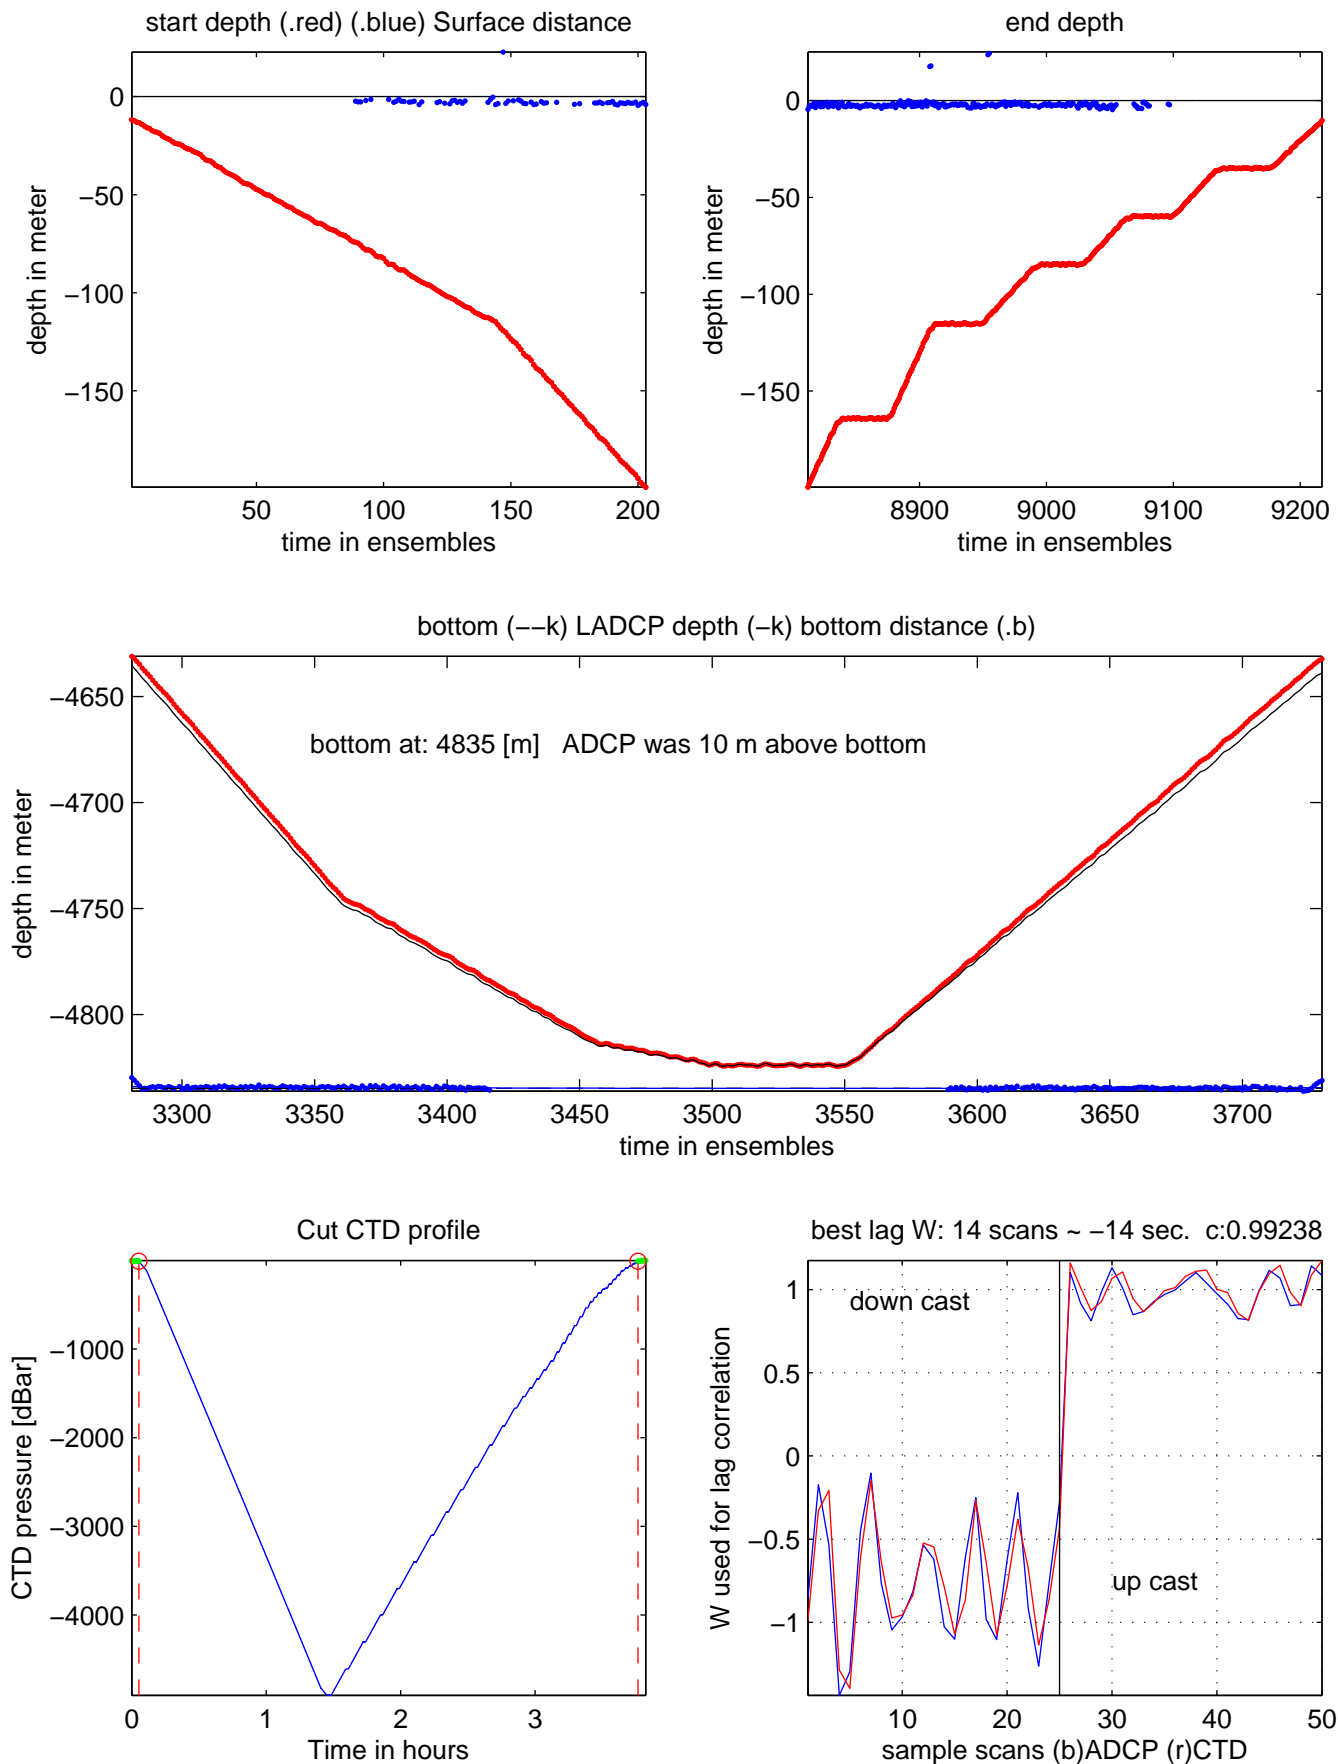 start depth (.red) (.blue) Surface distance
0
−50
−100
−150
depth in meter
50
100
150
200
time in ensembles
end depth
0
−50
−100
−150
depth in meter
8900
9000
9100
9200
time in ensembles
bottom (−−k) LADCP depth (−k) bottom distance (.b)
−4650
−4700
−4750
−4800
depth in meter
bottom at: 4835 [m]   ADCP was 10 m above bottom
3300
3350
3400
3450
3500
3550
3600
3650
3700
time in ensembles
Cut CTD profile
−1000
−2000
−3000
−4000
CTD pressure [dBar]
0
1
2
3
Time in hours
best lag W: 14 scans ~ −14 sec.  c:0.99238
1
0.5
0
−0.5
−1
W used for lag correlation
down cast
up cast
10
20
30
40
50
sample scans (b)ADCP (r)CTD